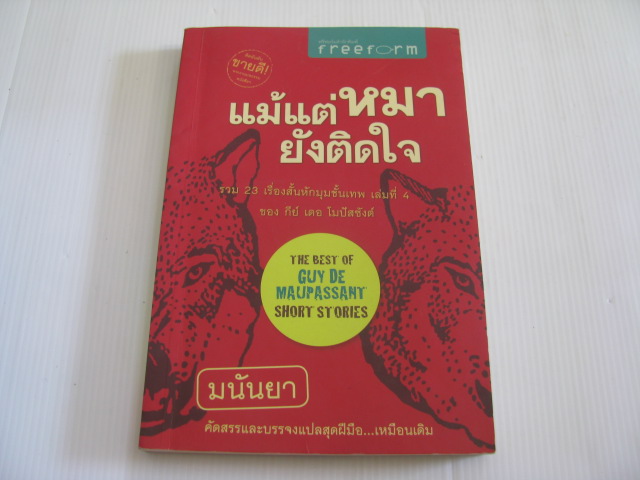 freeform
ขายดี!
แม้แต่หมา
ยังติดใจ
รวม 23 เรื่องสั้นหักมุมชั้นเทพ เล่มที่ 4
ของ กีย์ เดอ โมปัสซังต์
THE BEST OF
GUY DE
MAUPASSANT
SHORT STORIES
มนันยา
คัดสรรและบรรจงแปลสุดฝีมือ...เหมือนเดิม